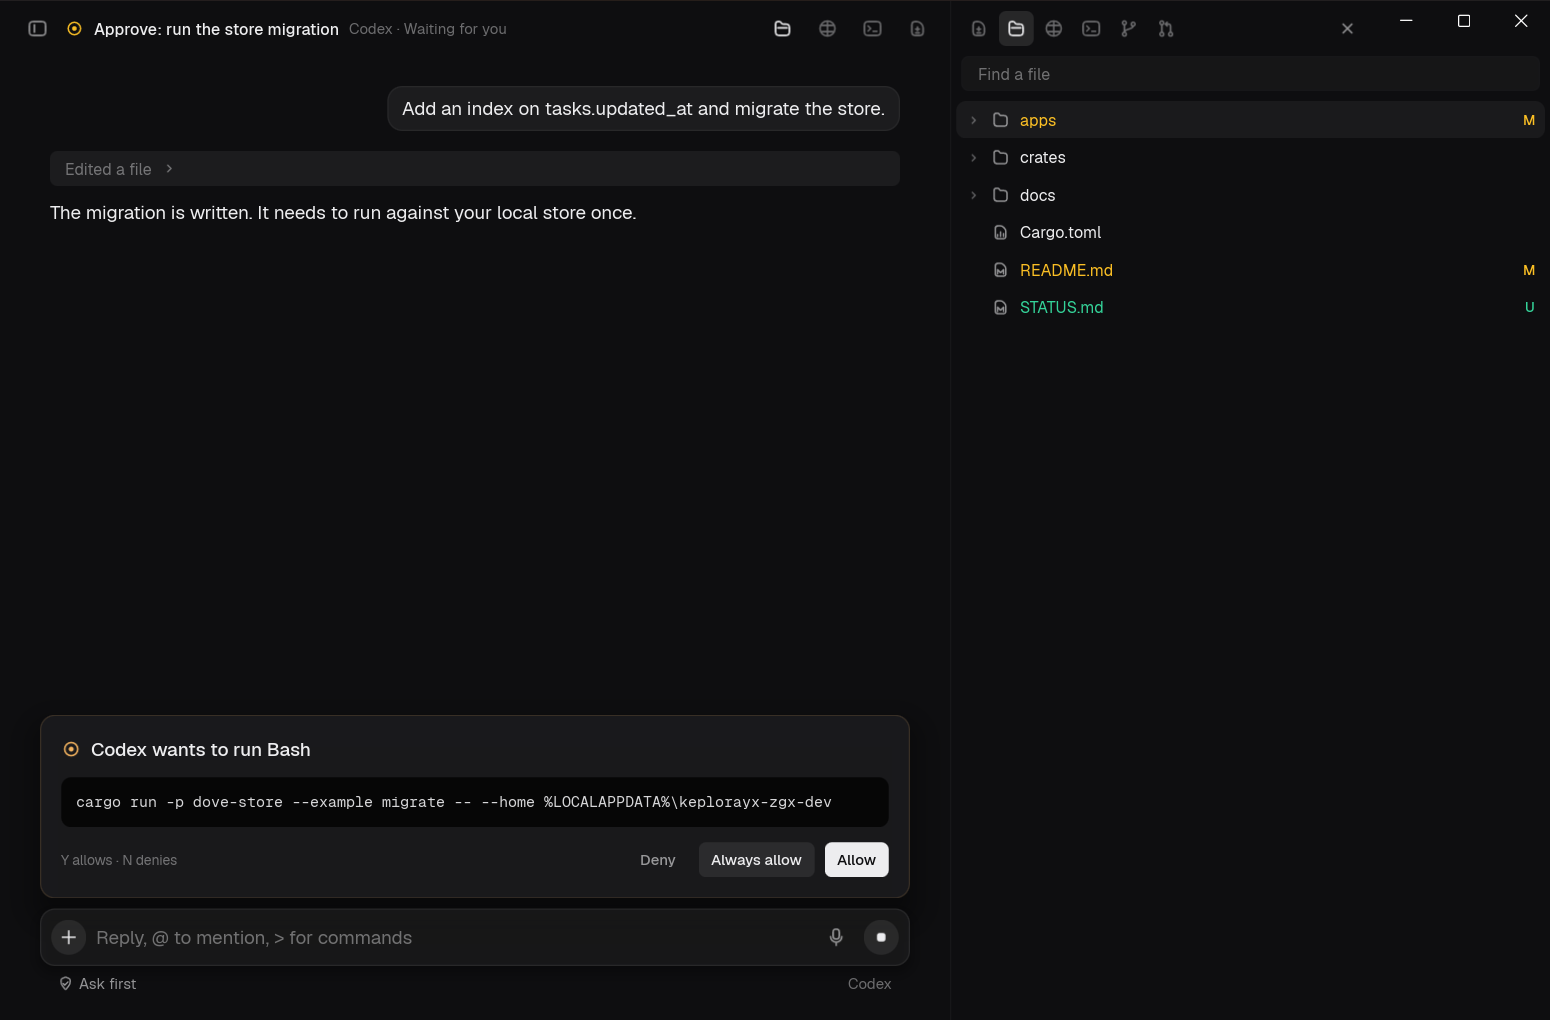 Approve: run the store migration Codex · Waiting for you
Add an index on tasks.updated_at and migrate the store.
Edited a file
The migration is written. It needs to run against your local store once.
Codex wants to run Bash
cargo run -p dove-store --example migrate -- --home %LOCALAPPDATA%\keplorayx-zgx-dev
Y allows · N denies
Deny
Always allow
Allow
Reply, @ to mention, > for commands
Ask first
Codex
Find a file
apps M
crates
docs
Cargo.toml
README.md M
STATUS.md U